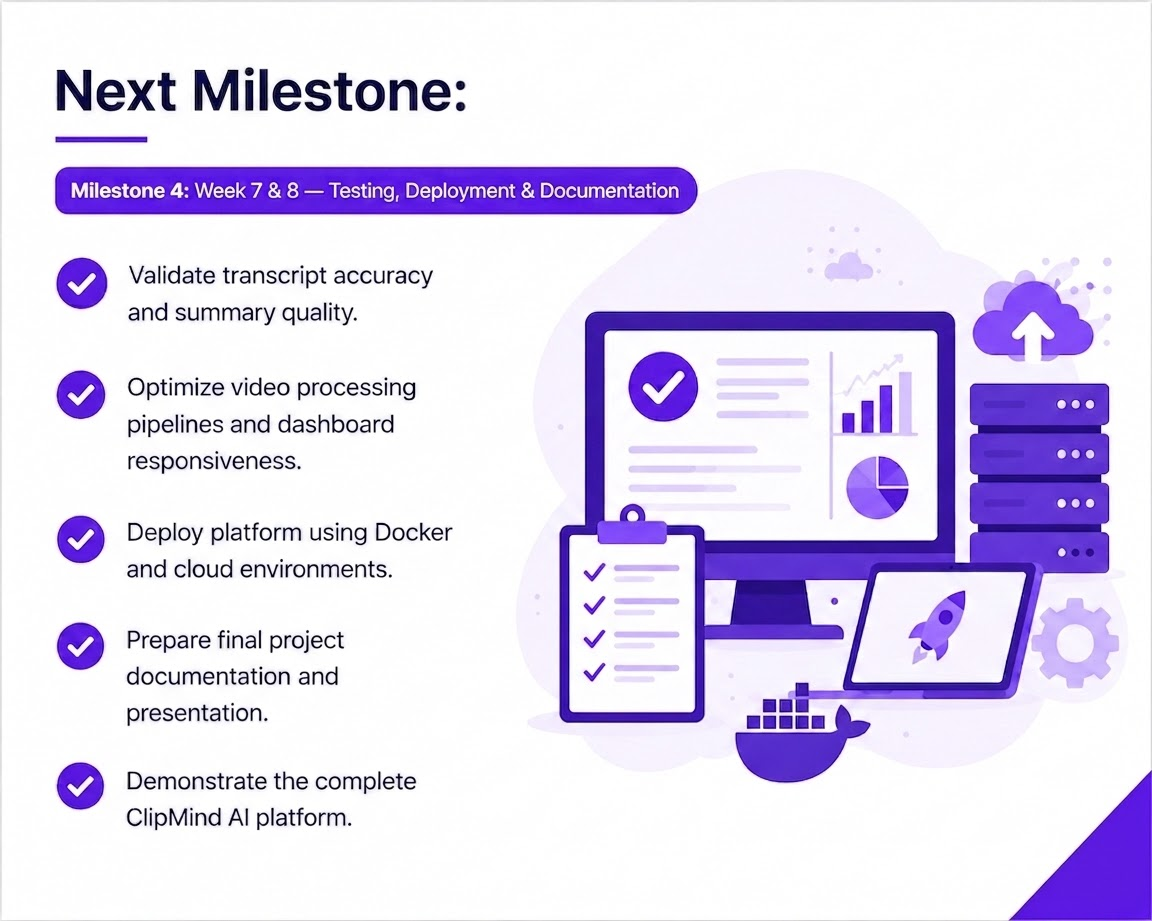 Next Milestone:
Milestone 4: Week 7 & 8 — Testing, Deployment & Documentation
Validate transcript accuracy
and summary quality.
Optimize video processing
pipelines and dashboard
responsiveness.
Deploy platform using Docker
and cloud environments.
Prepare final project
documentation and
presentation.
Demonstrate the complete
ClipMind AI platform.